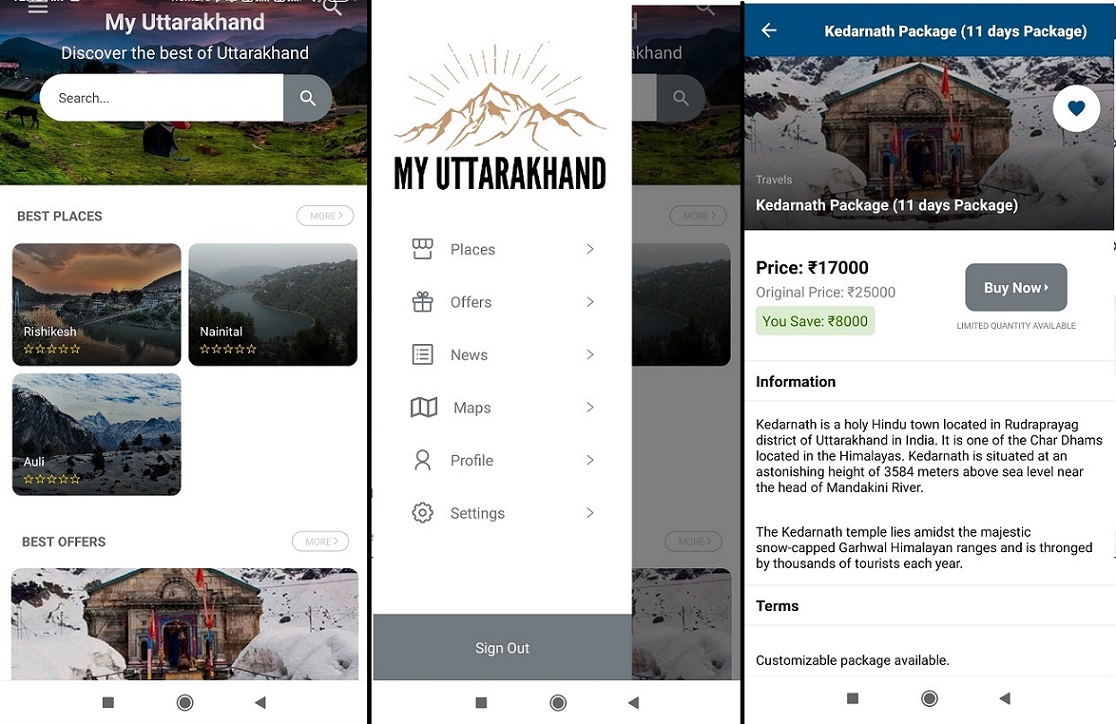 My Uttarakhand
Discover the best of Uttarakhand
Search...
BEST PLACES
MORE >
Rishikesh
Nainital
Auli
BEST OFFERS
MORE >
MY UTTARAKHAND
Places
Offers
News
Maps
Profile
Settings
Sign Out
akhand
MORE >
MORE >
Kedarnath Package (11 days Package)
Travels
Kedarnath Package (11 days Package)
Price: ₹17000
Original Price: ₹25000
You Save: ₹8000
Buy Now
LIMITED QUANTITY AVAILABLE
Information
Kedarnath is a holy Hindu town located in Rudraprayag
district of Uttarakhand in India. It is one of the Char Dhams
located in the Himalayas. Kedarnath is situated at an
astonishing height of 3584 meters above sea level near
the head of Mandakini River.
The Kedarnath temple lies amidst the majestic
snow-capped Garhwal Himalayan ranges and is thronged
by thousands of tourists each year.
Terms
Customizable package available.